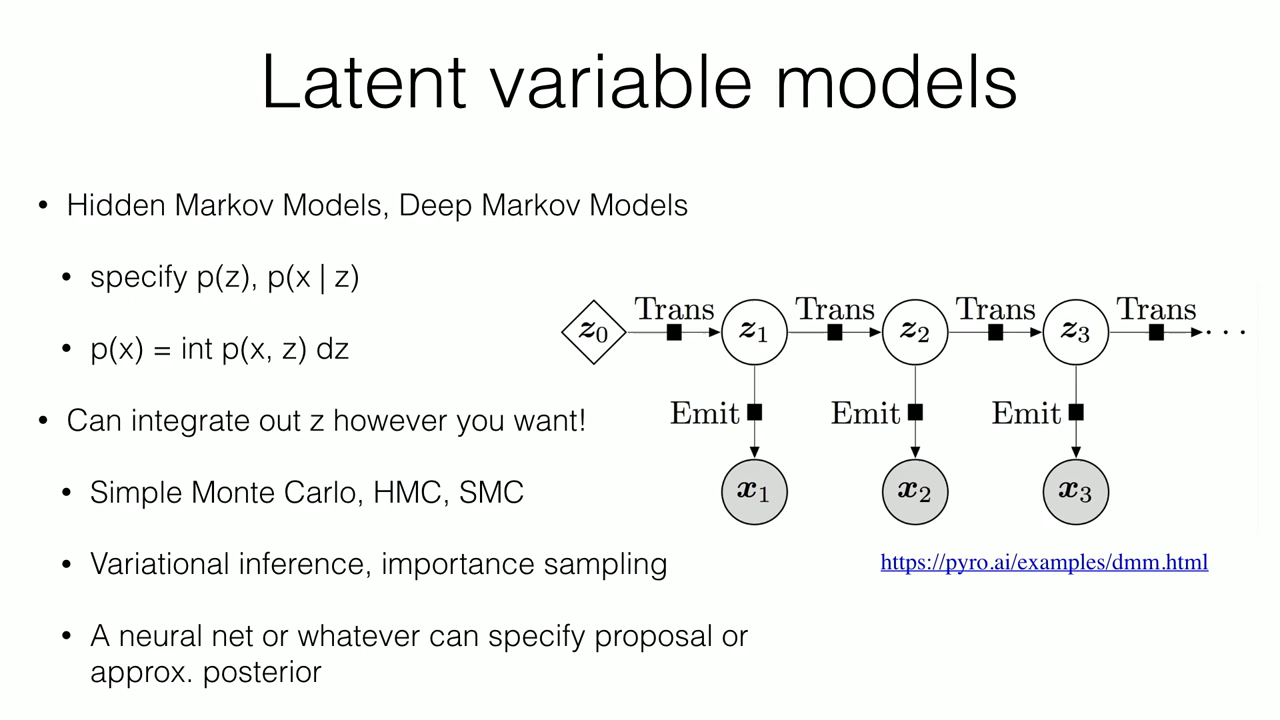 Latent variable models
• Hidden Markov Models, Deep Markov Models
• specify p(z), p(x | z)
• p(x) = int p(x, z) dz
• Can integrate out z however you want!
• Simple Monte Carlo, HMC, SMC
• Variational inference, importance sampling
• A neural net or whatever can specify proposal or
approx. posterior
Trans Trans Trans Trans
z0 z1 z2 z3 ···
Emit Emit Emit
x1 x2 x3
https://pyro.ai/examples/dmm.html